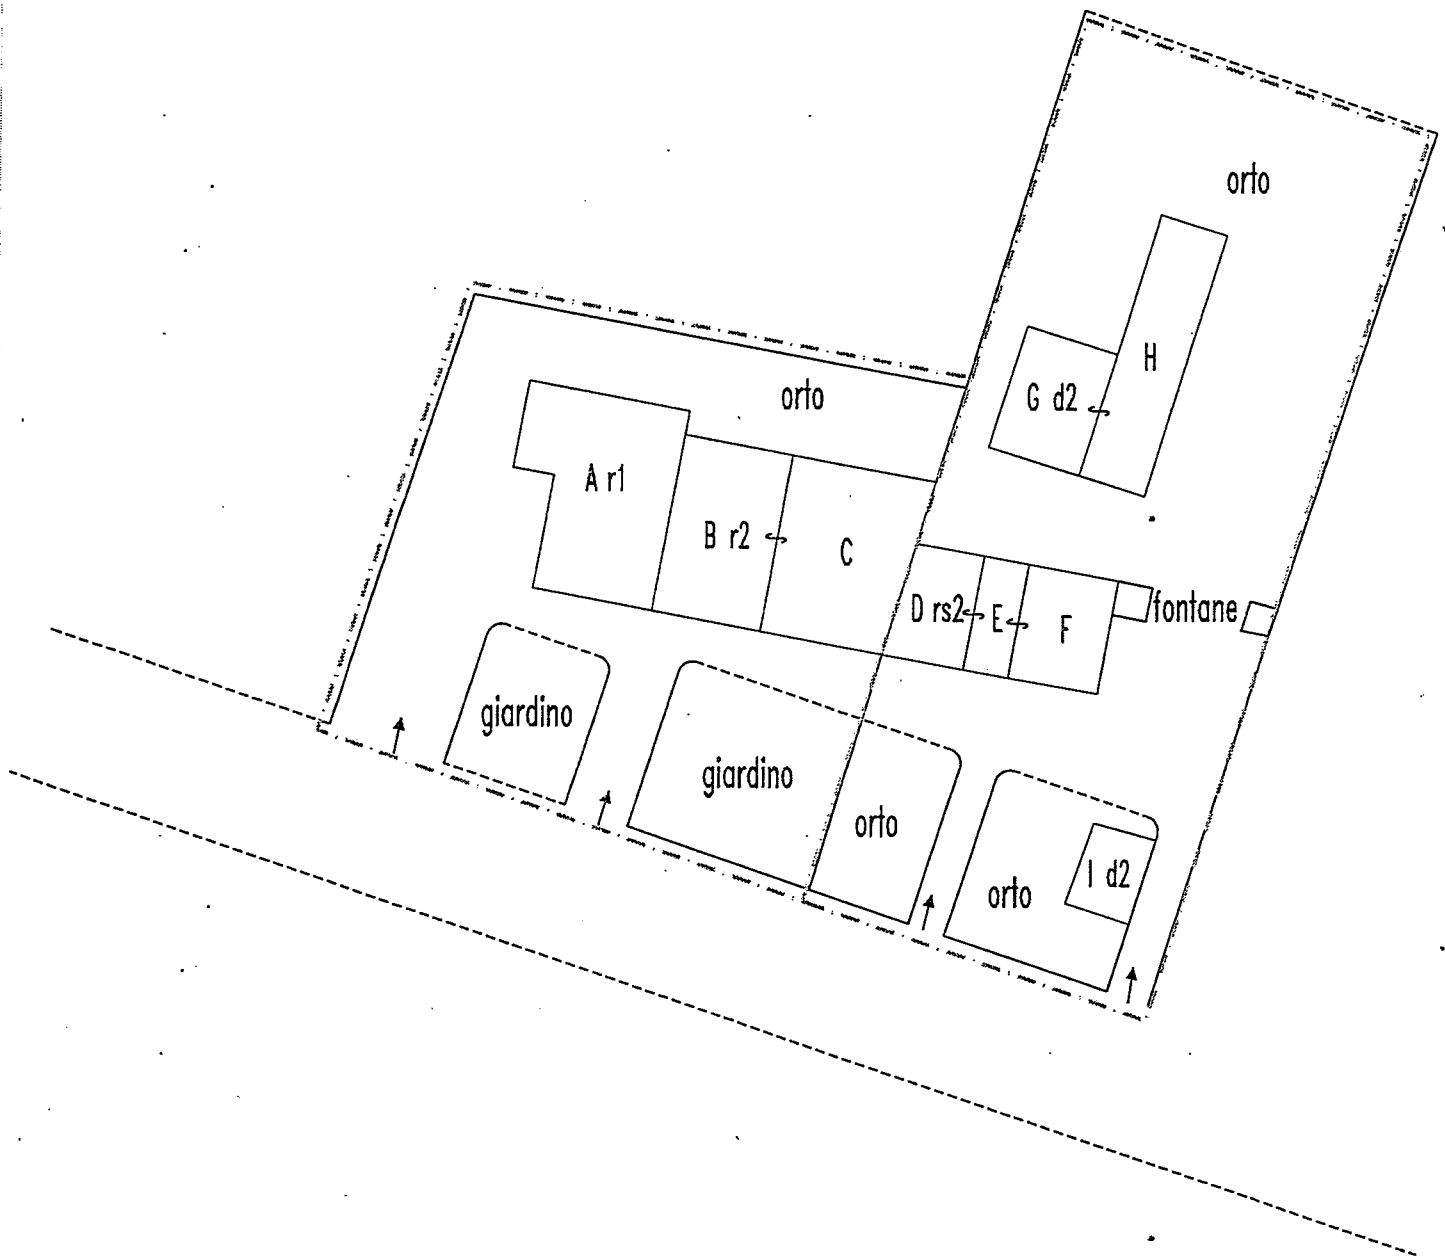 orto
H
G d2
orto
A r1
B r2
C
D rs2
E
F
fontane
giardino
giardino
orto
orto
I d2